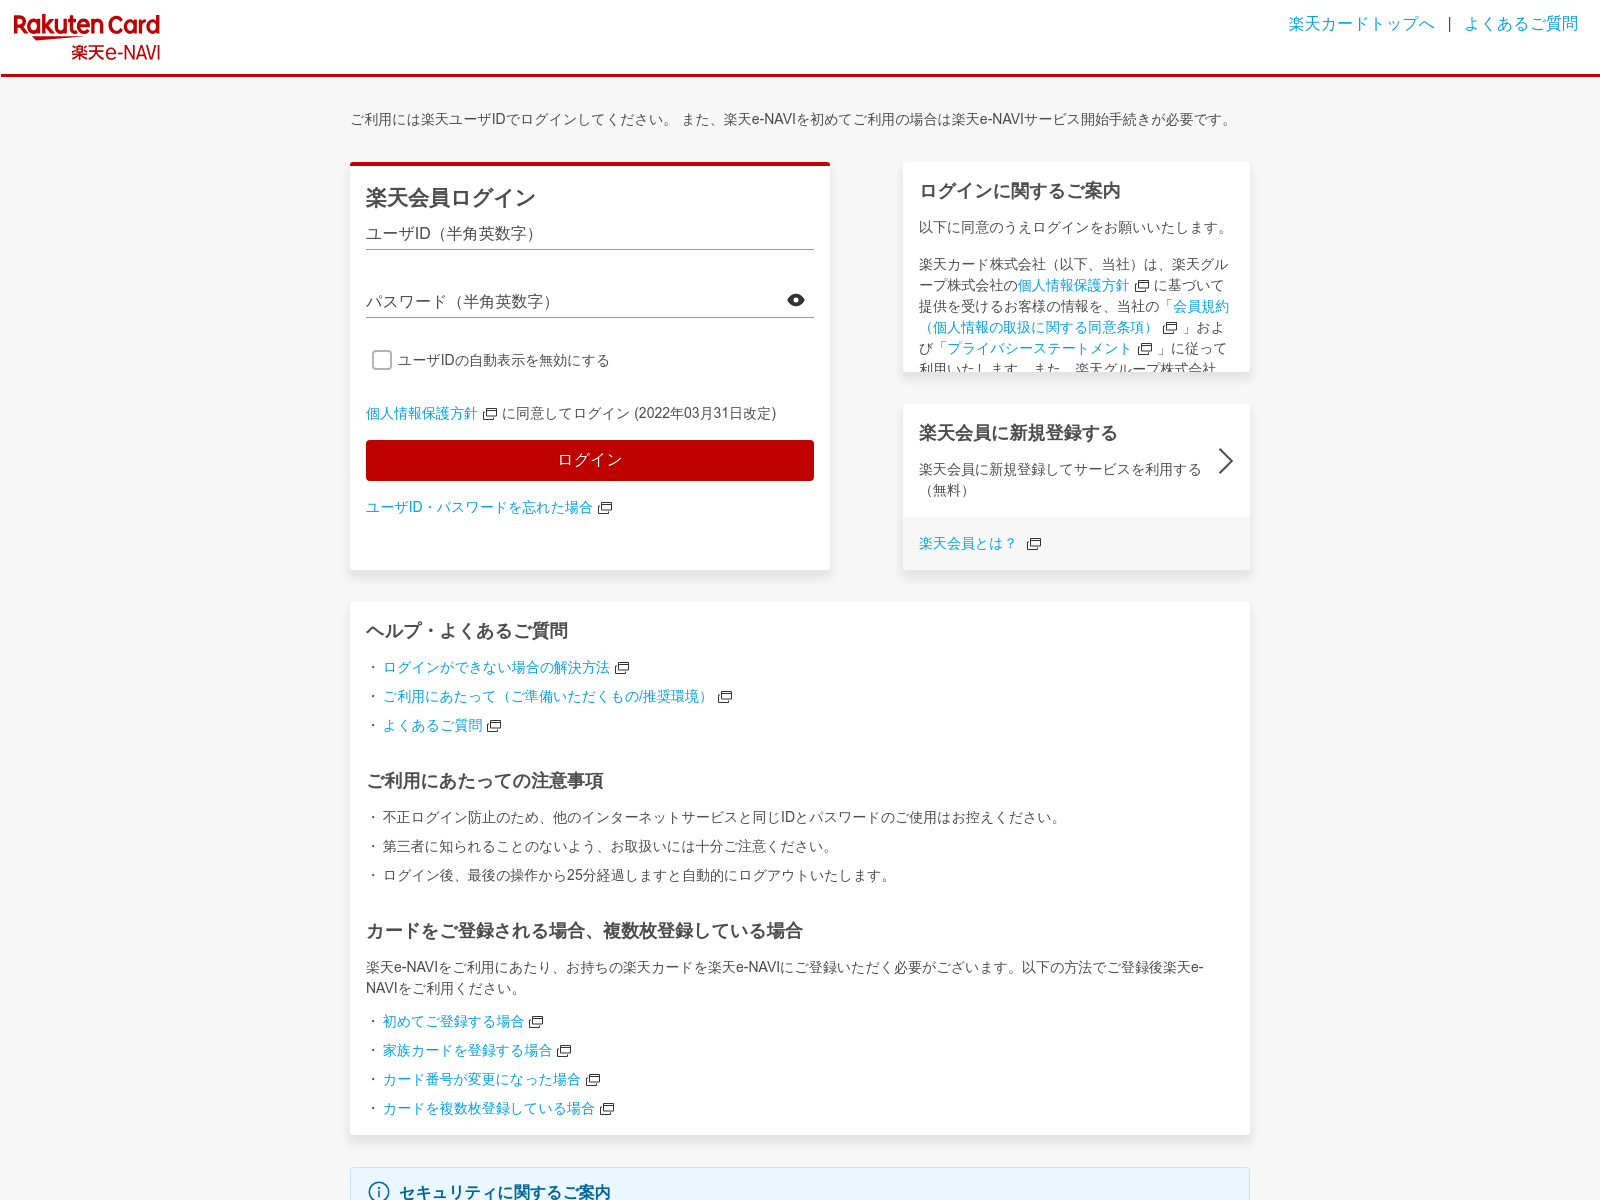 Rakuten Card
楽天e-NAVI
楽天カードトップへ | よくあるご質問
ご利用には楽天ユーザIDでログインしてください。 また、楽天e-NAVIを初めてご利用の場合は楽天e-NAVIサービス開始手続きが必要です。
楽天会員ログイン
ユーザID（半角英数字）
パスワード（半角英数字）
ユーザIDの自動表示を無効にする
個人情報保護方針 に同意してログイン (2022年03月31日改定)
ログイン
ユーザID・パスワードを忘れた場合
ログインに関するご案内
以下に同意のうえログインをお願いいたします。
楽天カード株式会社（以下、当社）は、楽天グル
ープ株式会社の個人情報保護方針 に基づいて
提供を受けるお客様の情報を、当社の「会員規約
（個人情報の取扱に関する同意条項） 」およ
び「プライバシーステートメント 」に従って
利用いたします。また、楽天グループ株式会社
楽天会員に新規登録する
楽天会員に新規登録してサービスを利用する
（無料）
楽天会員とは？
ヘルプ・よくあるご質問
・ログインができない場合の解決方法
・ご利用にあたって（ご準備いただくもの/推奨環境）
・よくあるご質問
ご利用にあたっての注意事項
・不正ログイン防止のため、他のインターネットサービスと同じIDとパスワードのご使用はお控えください。
・第三者に知られることのないよう、お取扱いには十分ご注意ください。
・ログイン後、最後の操作から25分経過しますと自動的にログアウトいたします。
カードをご登録される場合、複数枚登録している場合
楽天e-NAVIをご利用にあたり、お持ちの楽天カードを楽天e-NAVIにご登録いただく必要がございます。以下の方法でご登録後楽天e-
NAVIをご利用ください。
・初めてご登録する場合
・家族カードを登録する場合
・カード番号が変更になった場合
・カードを複数枚登録している場合
セキュリティに関するご案内